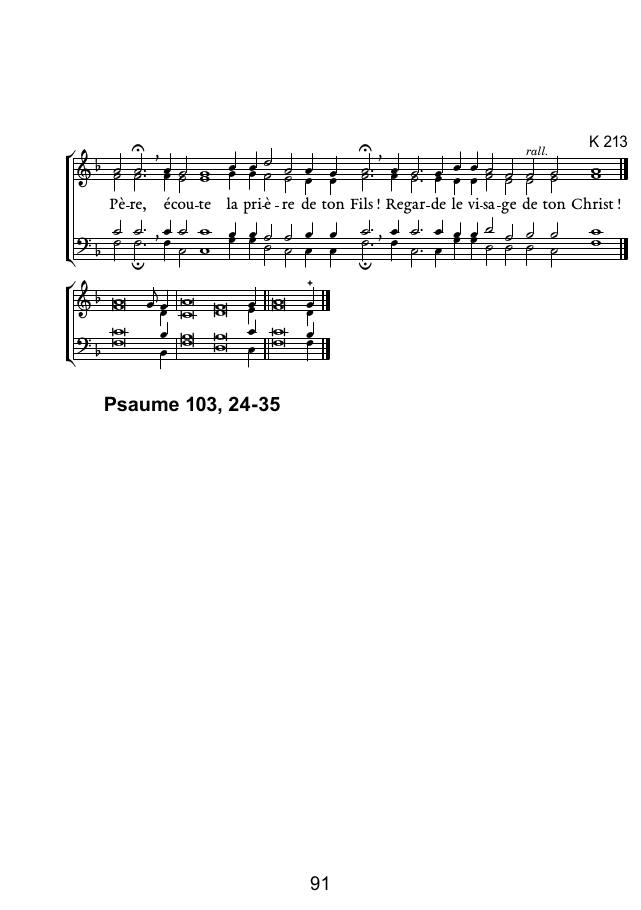 K 213
rall.
Pè-re, écou-te la pri-è-re de ton Fils ! Regar-de le vi-sa-ge de ton Christ !
Psaume 103, 24-35
91